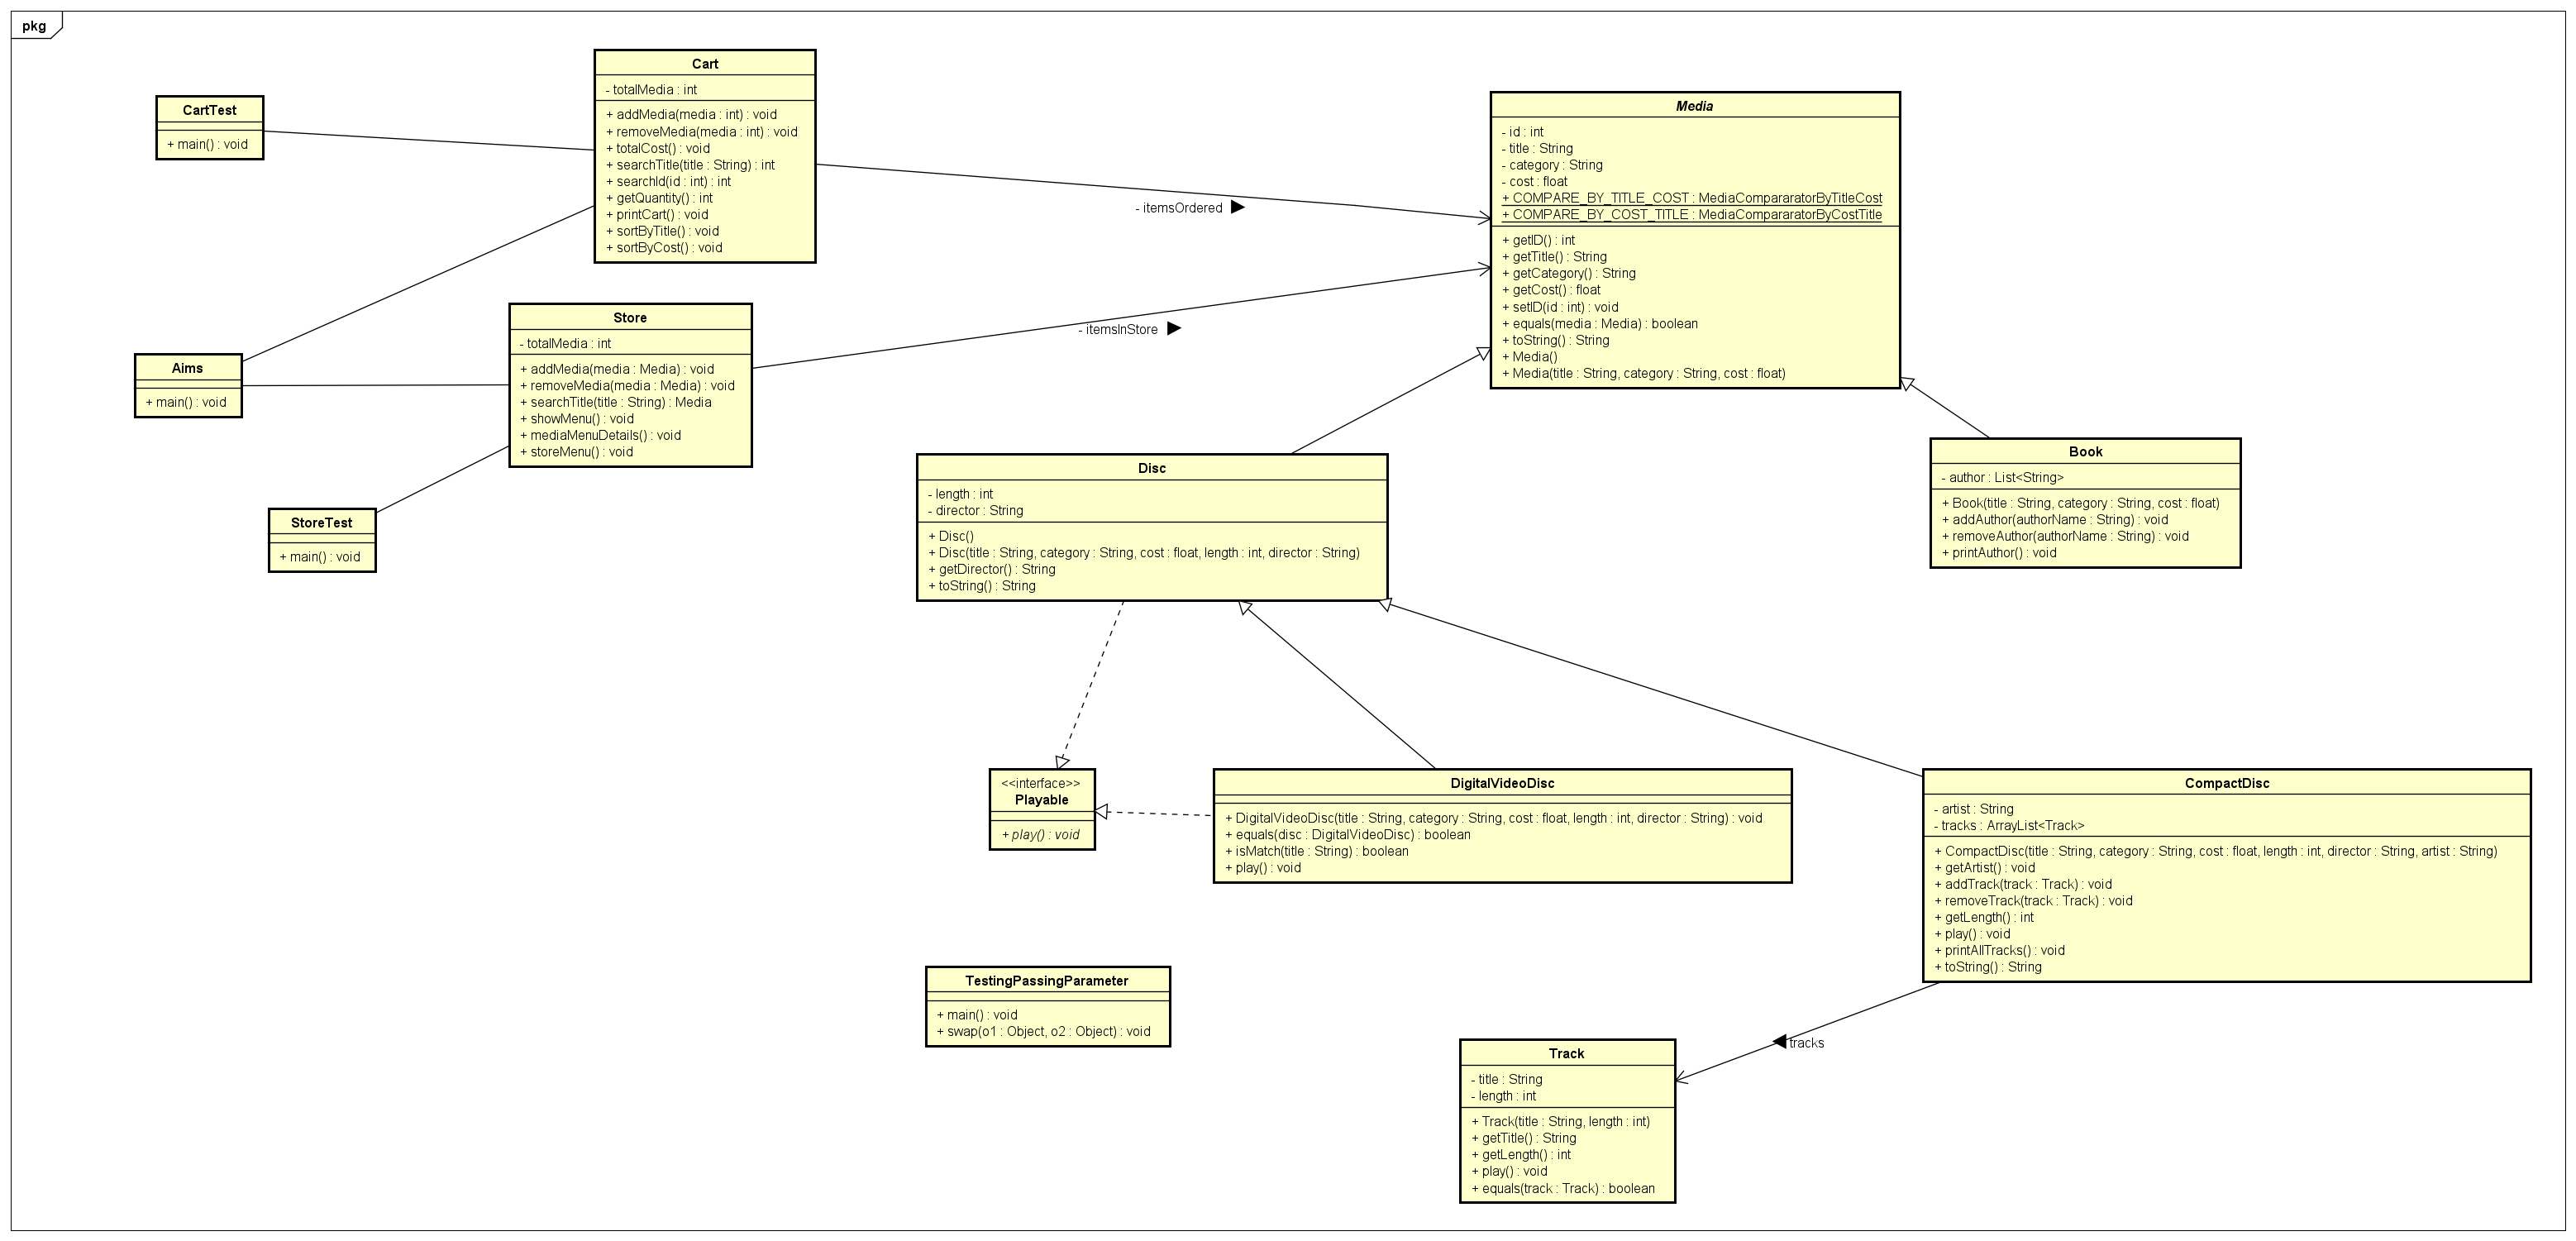 pkg
CartTest
+ main() : void
Cart
- totalMedia : int
+ addMedia(media : int) : void
+ removeMedia(media : int) : void
+ totalCost() : void
+ searchTitle(title : String) : int
+ searchId(id : int) : int
+ getQuantity() : int
+ printCart() : void
+ sortByTitle() : void
+ sortByCost() : void
- itemsOrdered
Media
- id : int
- title : String
- category : String
- cost : float
+ COMPARE_BY_TITLE_COST : MediaCompararatorByTitleCost
+ COMPARE_BY_COST_TITLE : MediaCompararatorByCostTitle
+ getID() : int
+ getTitle() : String
+ getCategory() : String
+ getCost() : float
+ setID(id : int) : void
+ equals(media : Media) : boolean
+ toString() : String
+ Media()
+ Media(title : String, category : String, cost : float)
Aims
+ main() : void
Store
- totalMedia : int
+ addMedia(media : Media) : void
+ removeMedia(media : Media) : void
+ searchTitle(title : String) : Media
+ showMenu() : void
+ mediaMenuDetails() : void
+ storeMenu() : void
- itemsInStore
StoreTest
+ main() : void
Disc
- length : int
- director : String
+ Disc()
+ Disc(title : String, category : String, cost : float, length : int, director : String)
+ getDirector() : String
+ toString() : String
Book
- author : List<String>
+ Book(title : String, category : String, cost : float)
+ addAuthor(authorName : String) : void
+ removeAuthor(authorName : String) : void
+ printAuthor() : void
<<interface>>
Playable
+ play() : void
DigitalVideoDisc
+ DigitalVideoDisc(title : String, category : String, cost : float, length : int, director : String) : void
+ equals(disc : DigitalVideoDisc) : boolean
+ isMatch(title : String) : boolean
+ play() : void
CompactDisc
- artist : String
- tracks : ArrayList<Track>
+ CompactDisc(title : String, category : String, cost : float, length : int, director : String, artist : String)
+ getArtist() : void
+ addTrack(track : Track) : void
+ removeTrack(track : Track) : void
+ getLength() : int
+ play() : void
+ printAllTracks() : void
+ toString() : String
TestingPassingParameter
+ main() : void
+ swap(o1 : Object, o2 : Object) : void
tracks
Track
- title : String
- length : int
+ Track(title : String, length : int)
+ getTitle() : String
+ getLength() : int
+ play() : void
+ equals(track : Track) : boolean